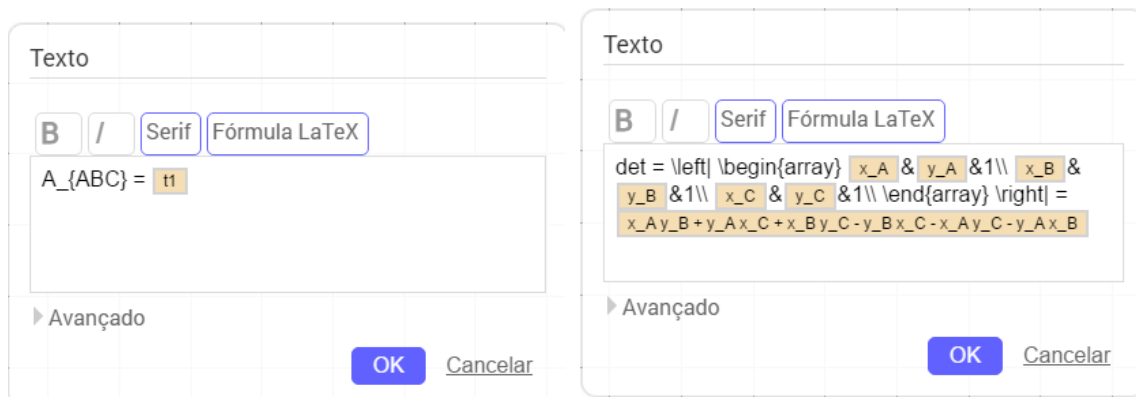 Texto
B I Serif Fórmula LaTeX
A_{ABC} = t1
Avançado
OK Cancelar
Texto
B I Serif Fórmula LaTeX
det = \left| \begin{array} x_A & y_A &1\\ x_B &
y_B &1\\ x_C & y_C &1\\ \end{array} \right| =
x_A y_B + y_A x_C + x_B y_C - y_B x_C - x_A y_C - y_A x_B
Avançado
OK Cancelar